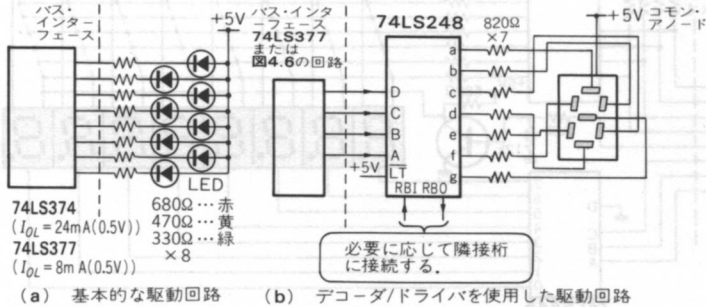 バス・
インター
フェース
+5V
LED
680Ω…赤
470Ω…黄
330Ω…緑
×8
74LS374
(IOL=24mA(0.5V))
74LS377
(IOL=8mA(0.5V))
(a) 基本的な駆動回路
バス・インタ
ーフェース
74LS377
または
図4.6の回路
74LS248
820Ω
×7
+5V コモン・
アノード
a
b
c
d
e
f
g
D
C
B
A
+5V
LT
RBI RBO
必要に応じて隣接桁
に接続する.
(b) デコーダ/ドライバを使用した駆動回路